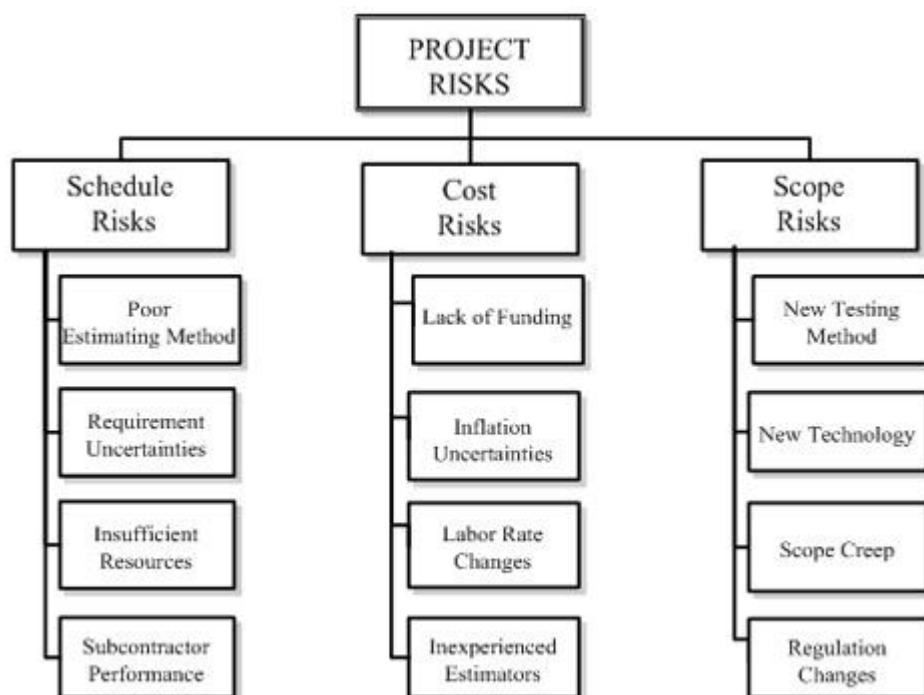 PROJECT
RISKS
Schedule
Risks
Poor
Estimating Method
Requirement
Uncertainties
Insufficient
Resources
Subcontractor
Performance
Cost
Risks
Lack of Funding
Inflation
Uncertainties
Labor Rate
Changes
Inexperienced
Estimators
Scope
Risks
New Testing
Method
New Technology
Scope Creep
Regulation
Changes